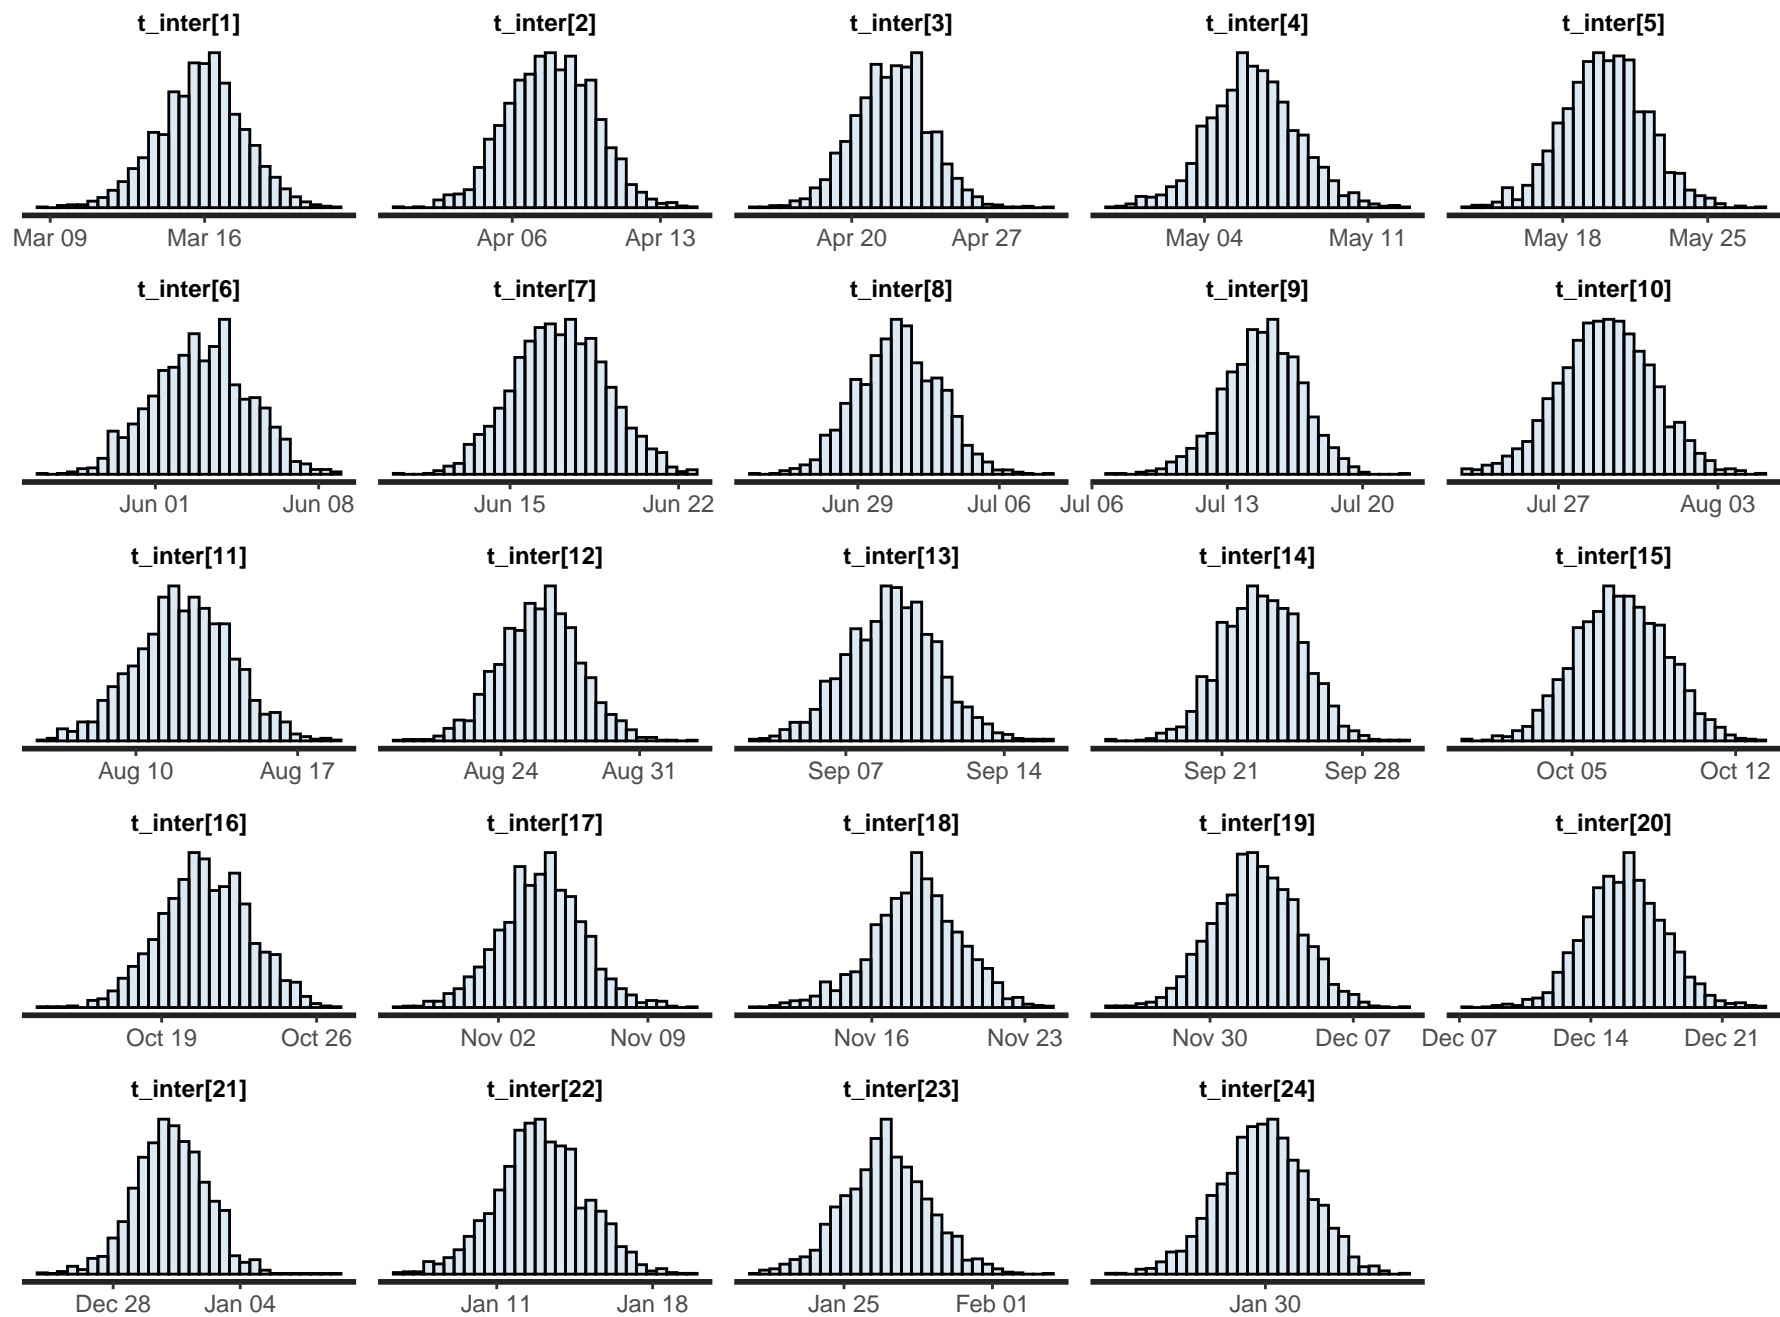 t_inter[1] t_inter[2] t_inter[3] t_inter[4] t_inter[5]
Mar 09 Mar 16 Apr 06 Apr 13 Apr 20 Apr 27 May 04 May 11 May 18 May 25
t_inter[6] t_inter[7] t_inter[8] t_inter[9] t_inter[10]
Jun 01 Jun 08 Jun 15 Jun 22 Jun 29 Jul 06 Jul 06 Jul 13 Jul 20 Jul 27 Aug 03
t_inter[11] t_inter[12] t_inter[13] t_inter[14] t_inter[15]
Aug 10 Aug 17 Aug 24 Aug 31 Sep 07 Sep 14 Sep 21 Sep 28 Oct 05 Oct 12
t_inter[16] t_inter[17] t_inter[18] t_inter[19] t_inter[20]
Oct 19 Oct 26 Nov 02 Nov 09 Nov 16 Nov 23 Nov 30 Dec 07 Dec 07 Dec 14 Dec 21
t_inter[21] t_inter[22] t_inter[23] t_inter[24]
Dec 28 Jan 04 Jan 11 Jan 18 Jan 25 Feb 01 Jan 30